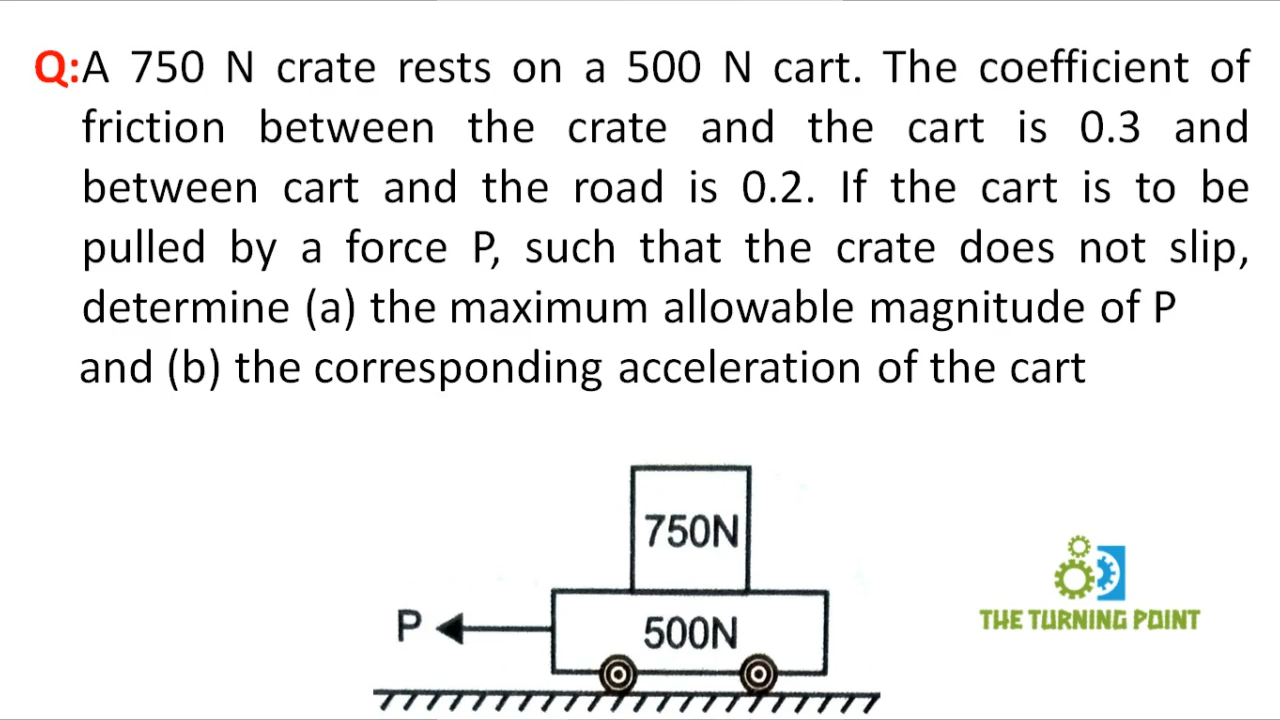 Q:A 750 N crate rests on a 500 N cart. The coefficient of
friction between the crate and the cart is 0.3 and
between cart and the road is 0.2. If the cart is to be
pulled by a force P, such that the crate does not slip,
determine (a) the maximum allowable magnitude of P
and (b) the corresponding acceleration of the cart
750N
P
500N
THE TURNING POINT